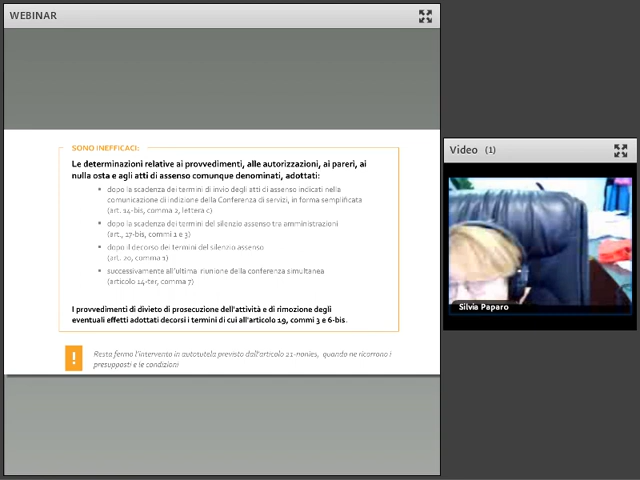 WEBINAR
SONO INEFFICACI:
Le determinazioni relative ai provvedimenti, alle autorizzazioni, ai pareri, ai
nulla osta e agli atti di assenso comunque denominati, adottati:
• dopo la scadenza dei termini di invio degli atti di assenso indicati nella
comunicazione di indizione della Conferenza di servizi, in forma semplificata
(art. 14-bis, comma 2, lettera c)
• dopo la scadenza dei termini del silenzio assenso tra amministrazioni
(art., 17-bis, commi 1 e 3)
• dopo il decorso dei termini del silenzio assenso
(art. 20, comma 1)
• successivamente all'ultima riunione della conferenza simultanea
(articolo 14-ter, comma 7)
I provvedimenti di divieto di prosecuzione dell'attività e di rimozione degli
eventuali effetti adottati decorsi i termini di cui all'articolo 19, commi 3 e 6-bis.
! Resta fermo l'intervento in autotutela previsto dall'articolo 21-nonies, quando ne ricorrono i
presupposti e le condizioni
Video (1)
Silvia Paparo